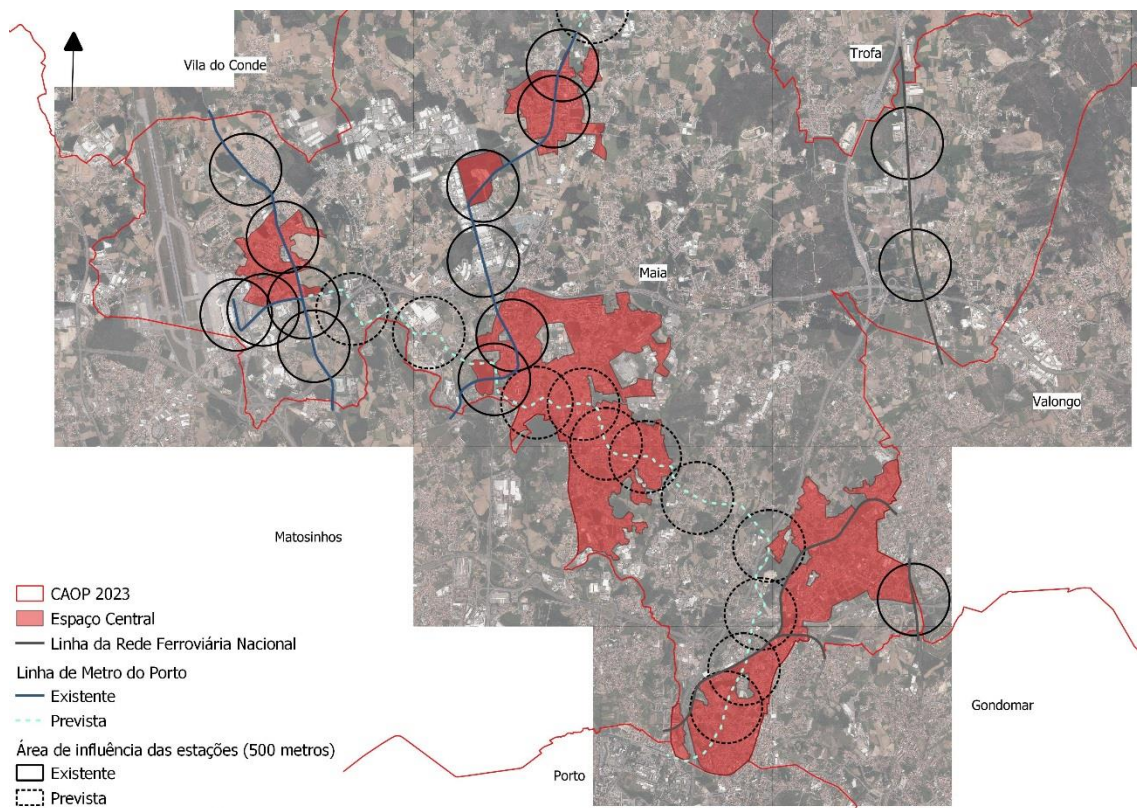 Vila do Conde
Trofa
Maia
Valongo
Matosinhos
Gondomar
Porto
CAOP 2023
Espaço Central
Linha da Rede Ferroviária Nacional
Linha de Metro do Porto
Existente
Prevista
Área de influência das estações (500 metros)
Existente
Prevista